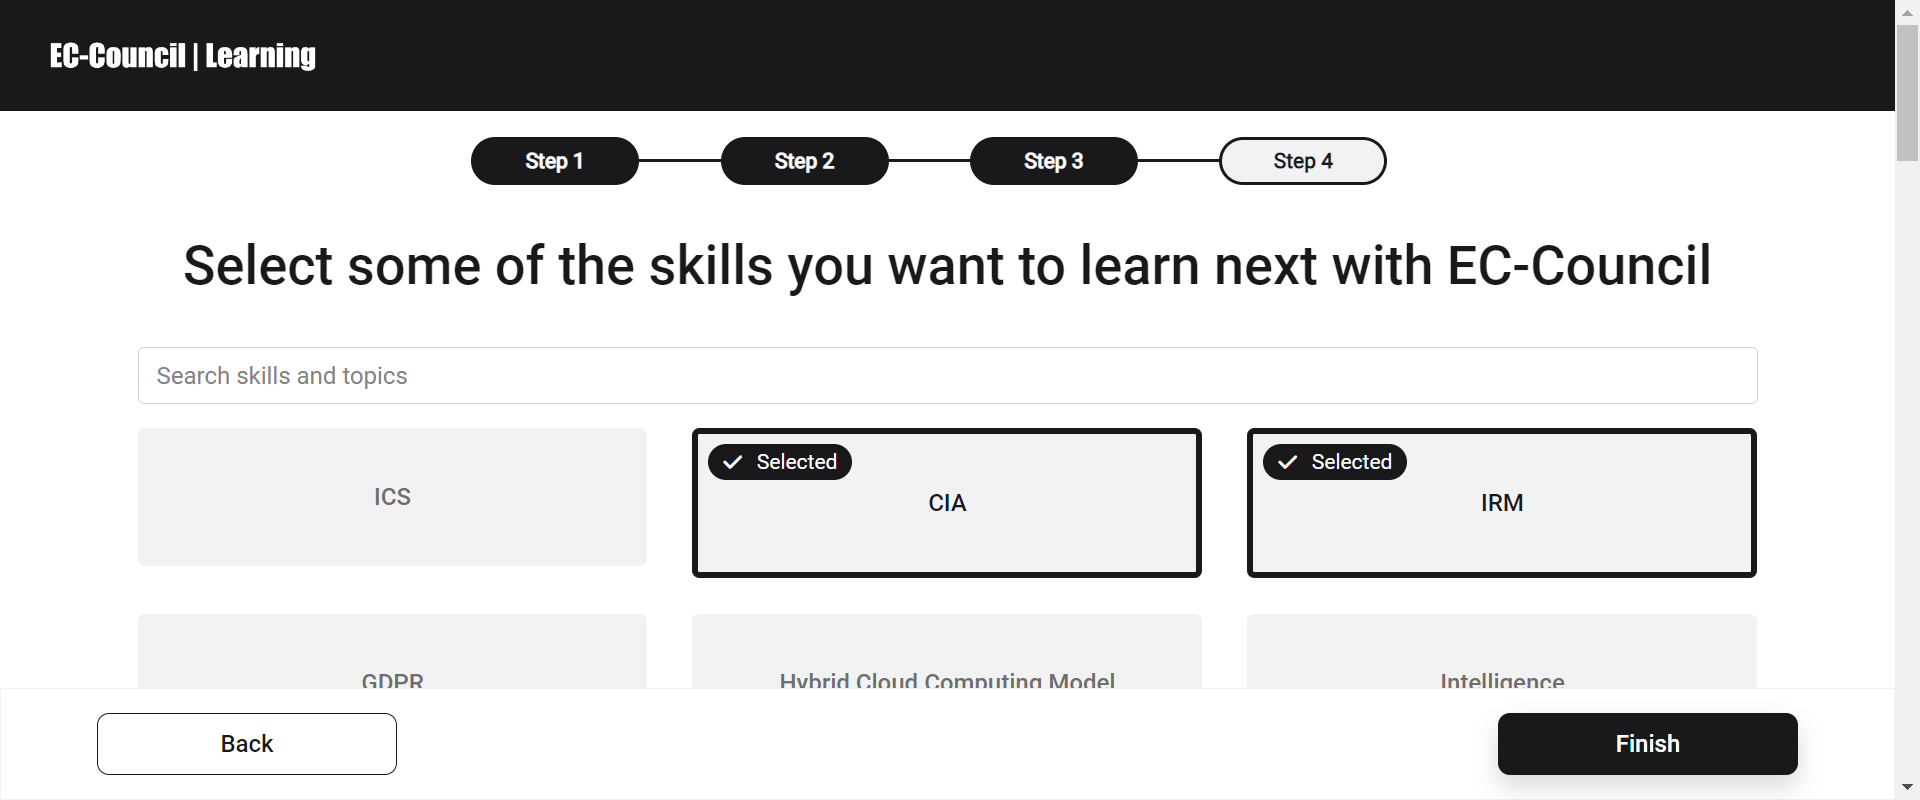 EC-Council | Learning
Step 1
Step 2
Step 3
Step 4
Select some of the skills you want to learn next with EC-Council
Search skills and topics
ICS
Selected
CIA
Selected
IRM
GDPR
Hybrid Cloud Computing Model
Intelligence
Back
Finish